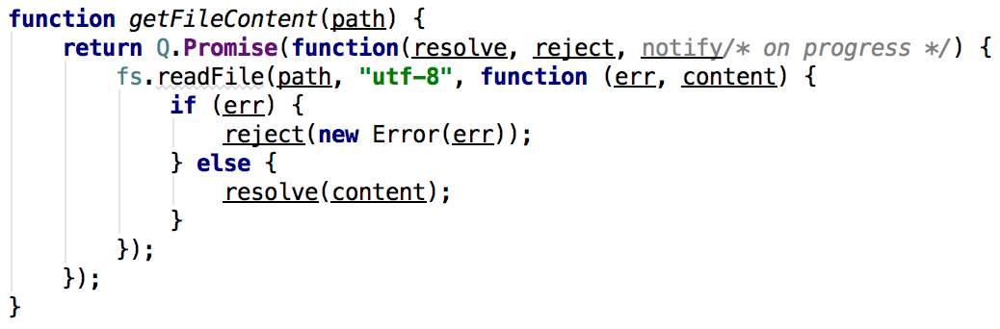 function getFileContent(path) {
    return Q.Promise(function(resolve, reject, notify/* on progress */) {
        fs.readFile(path, "utf-8", function (err, content) {
            if (err) {
                reject(new Error(err));
            } else {
                resolve(content);
            }
        });
    });
}